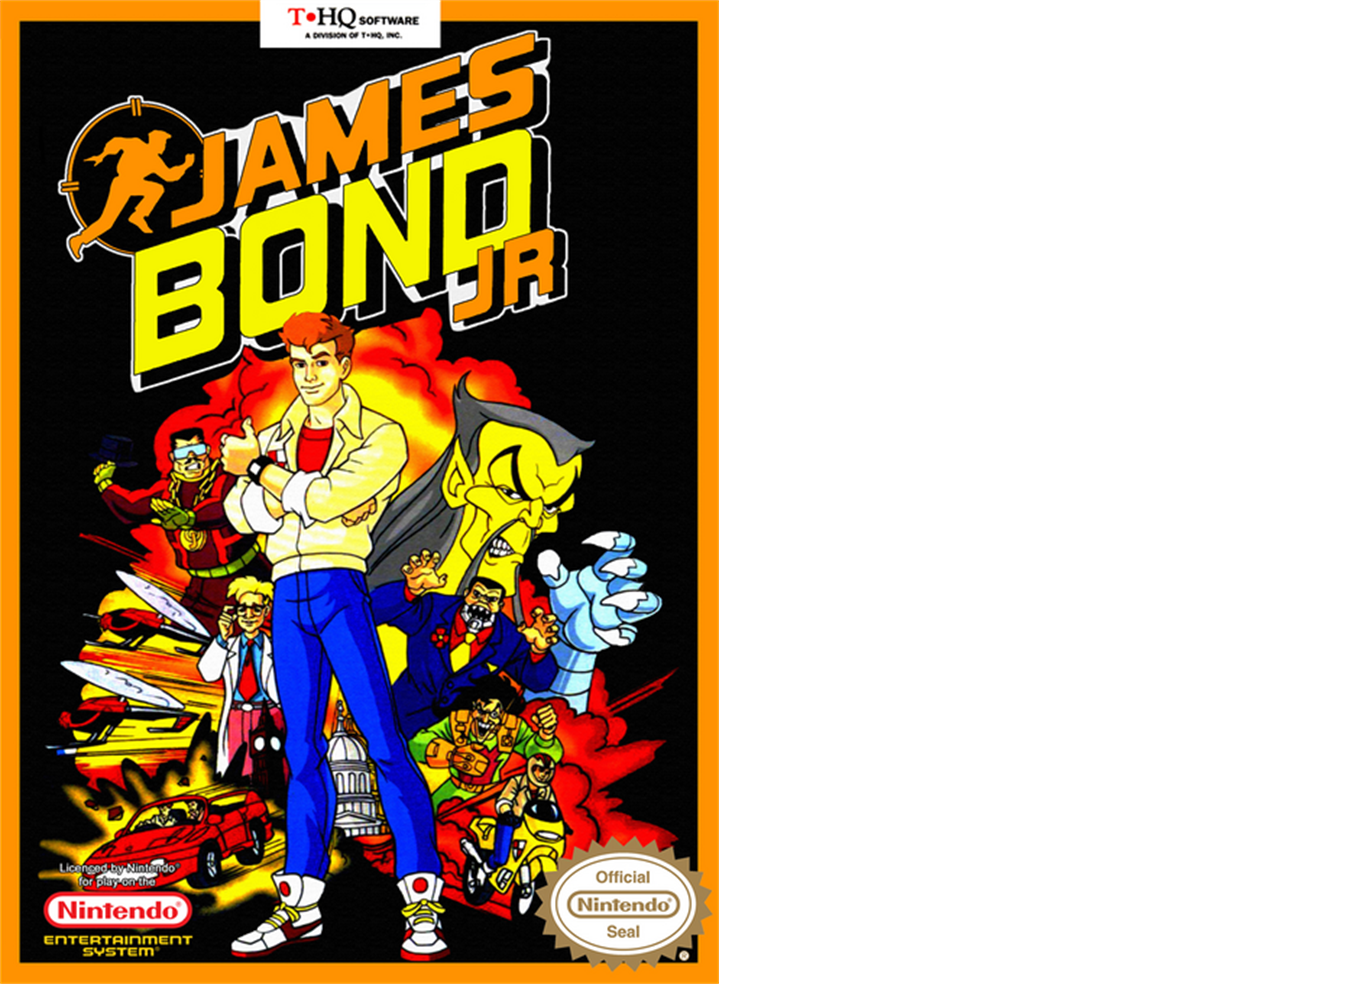 T•HQ SOFTWARE
A DIVISION OF T•HQ, INC.
JAMES
BOND
JR
Licenced by Nintendo®
for play on the
Nintendo®
ENTERTAINMENT
SYSTEM®
Official
Nintendo®
Seal
®